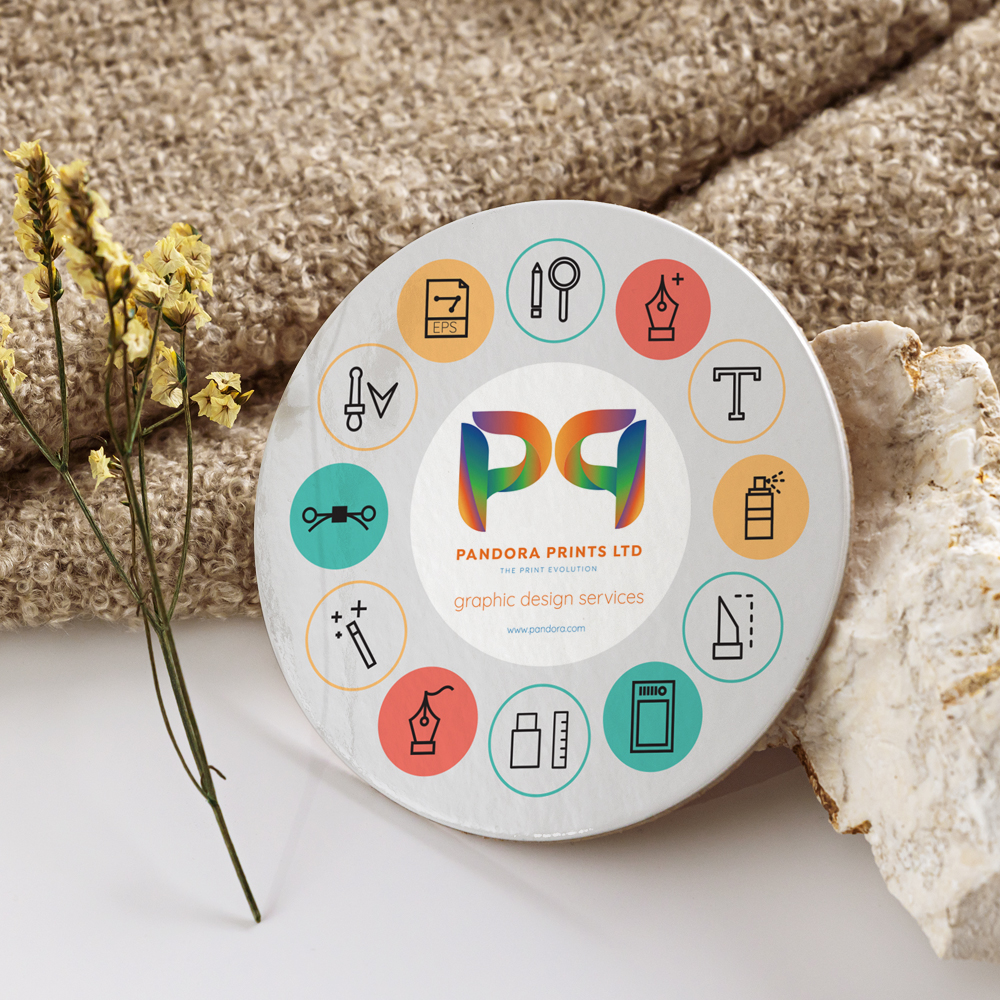 EPS
T
PANDORA PRINTS LTD
THE PRINT EVOLUTION
graphic design services
www.pandora.com